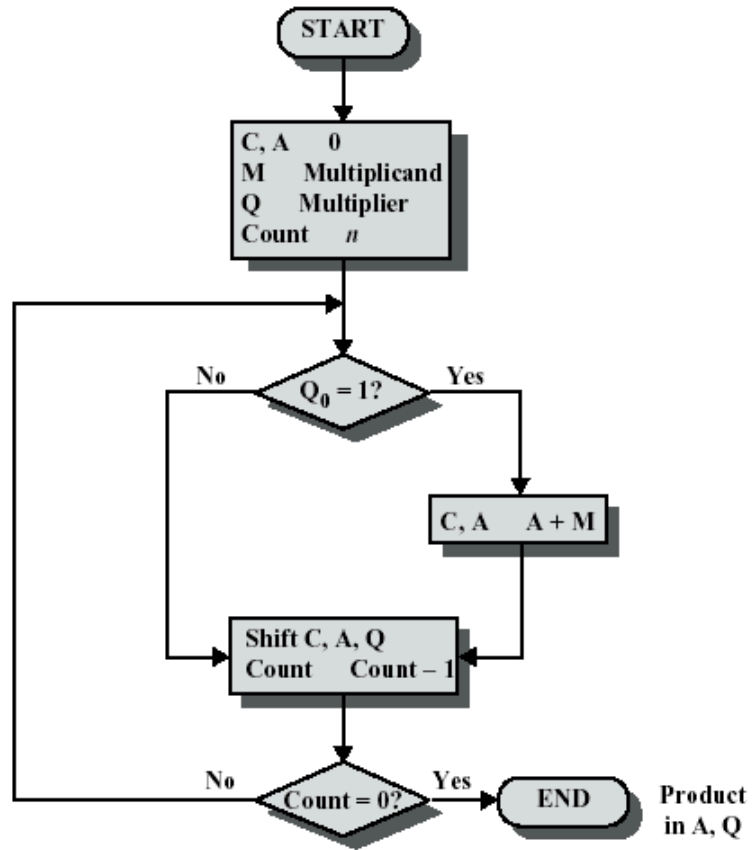 START
C, A 0
M Multiplicand
Q Multiplier
Count n
No
Q0 = 1?
Yes
C, A A + M
Shift C, A, Q
Count Count – 1
No
Count = 0?
Yes
END
Product
in A, Q